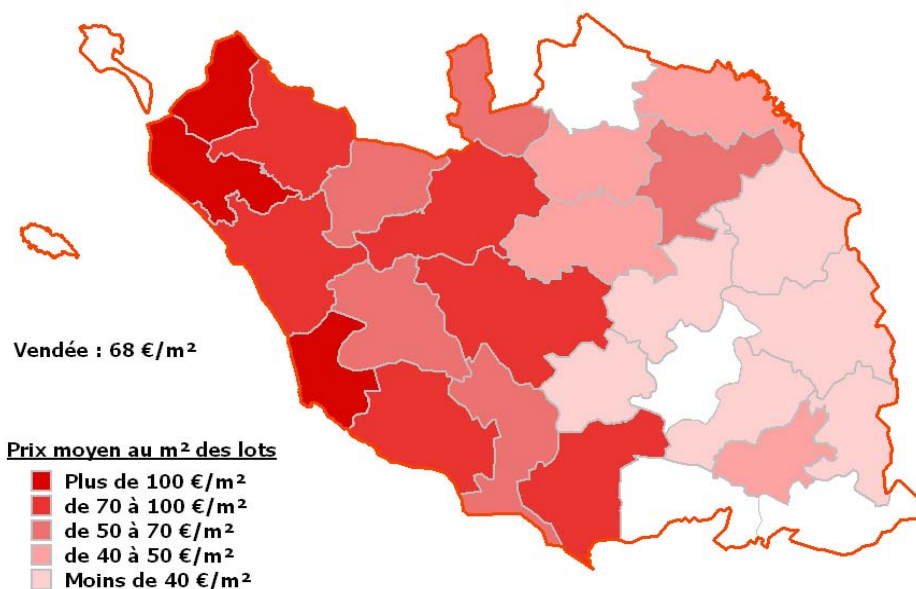 Vendée : 68 €/m²
Prix moyen au m² des lots
Plus de 100 €/m²
de 70 à 100 €/m²
de 50 à 70 €/m²
de 40 à 50 €/m²
Moins de 40 €/m²